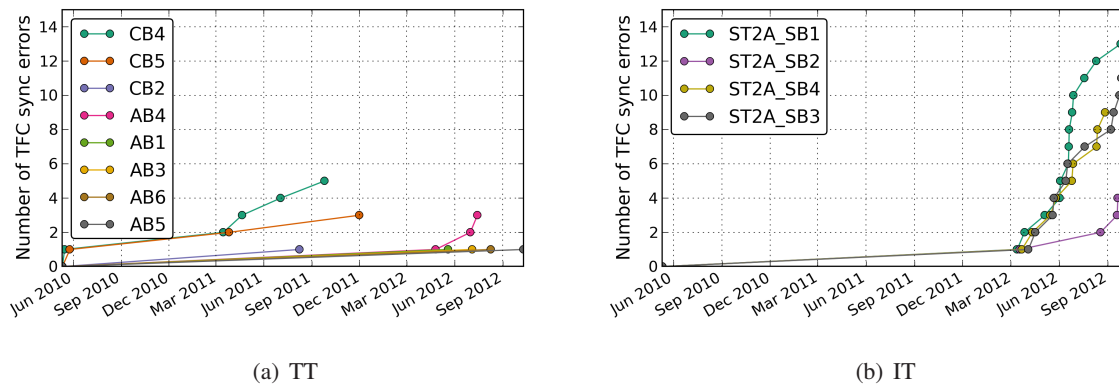 Number of TFC sync errors
14
12
10
8
6
4
2
0
CB4
CB5
CB2
AB4
AB1
AB3
AB6
AB5
Jun 2010
Sep 2010
Dec 2010
Mar 2011
Jun 2011
Sep 2011
Dec 2011
Mar 2012
Jun 2012
Sep 2012
(a) TT
Number of TFC sync errors
14
12
10
8
6
4
2
0
ST2A_SB1
ST2A_SB2
ST2A_SB4
ST2A_SB3
Jun 2010
Sep 2010
Dec 2010
Mar 2011
Jun 2011
Sep 2011
Dec 2011
Mar 2012
Jun 2012
Sep 2012
(b) IT